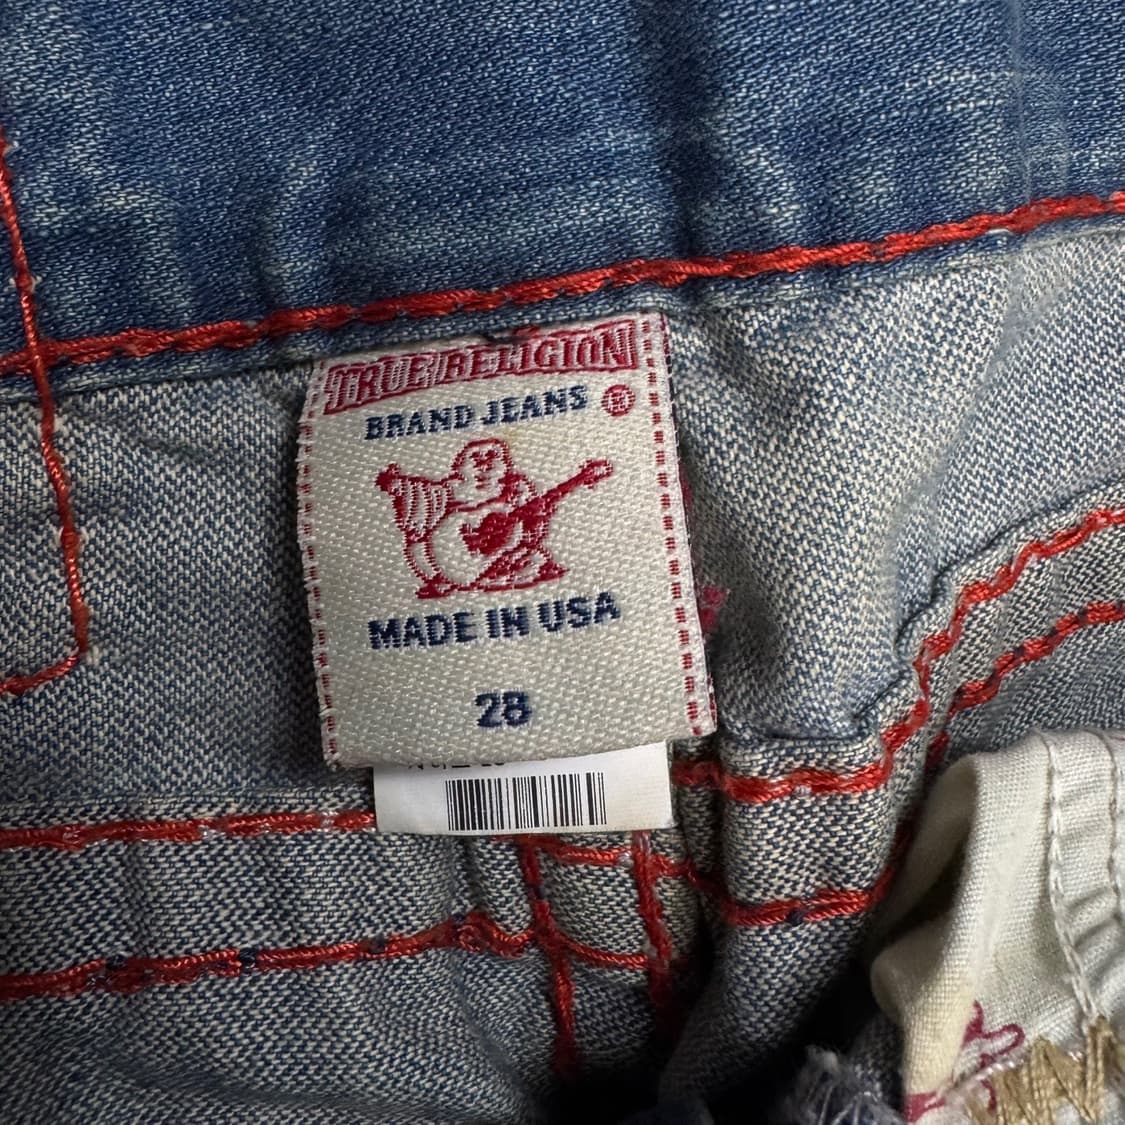 TRUE RELIGION
BRAND JEANS ®
MADE IN USA
28